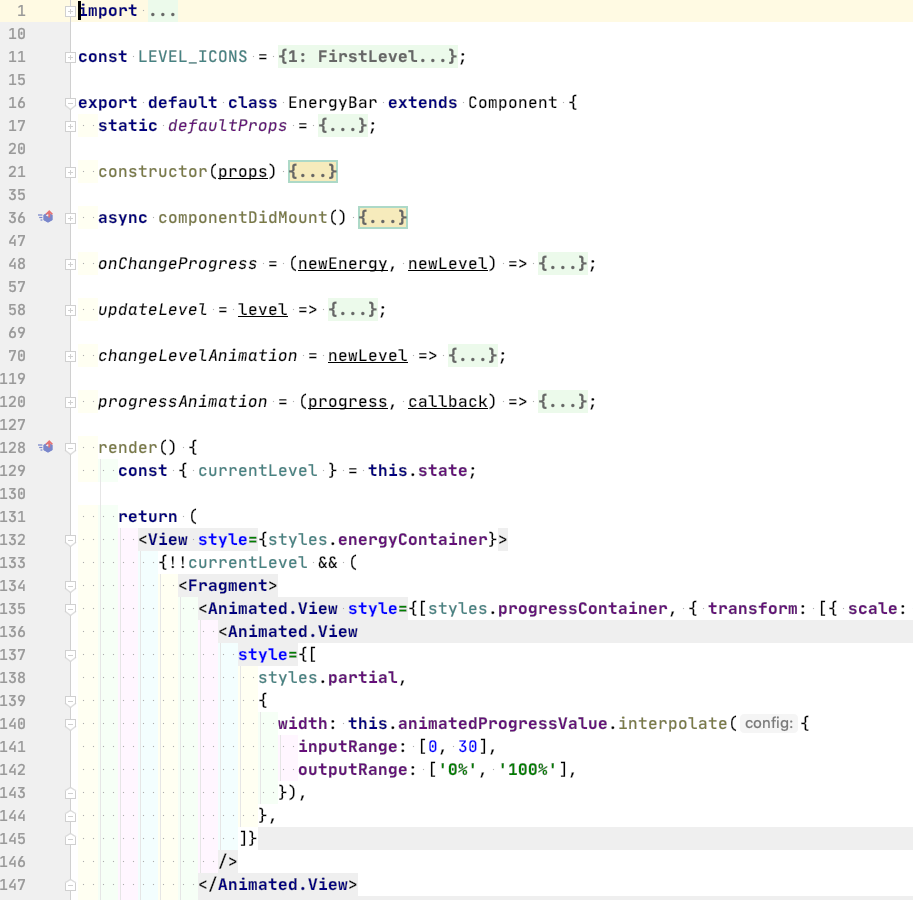 1 import ...
10
11 const LEVEL_ICONS = {1: FirstLevel...};
15
16 export default class EnergyBar extends Component {
17 static defaultProps = {...};
20
21 constructor(props) {...}
35
36 async componentDidMount() {...}
47
48 onChangeProgress = (newEnergy, newLevel) => {...};
57
58 updateLevel = level => {...};
69
70 changeLevelAnimation = newLevel => {...};
119
120 progressAnimation = (progress, callback) => {...};
127
128 render() {
129 const { currentLevel } = this.state;
130
131 return (
132 <View style={styles.energyContainer}>
133 {!!currentLevel && (
134 <Fragment>
135 <Animated.View style={[styles.progressContainer, { transform: [{ scale:
136 <Animated.View
137 style={[
138 styles.partial,
139 {
140 width: this.animatedProgressValue.interpolate( config: {
141 inputRange: [0, 30],
142 outputRange: ['0%', '100%'],
143 }),
144 },
145 ]}
146 />
147 </Animated.View>